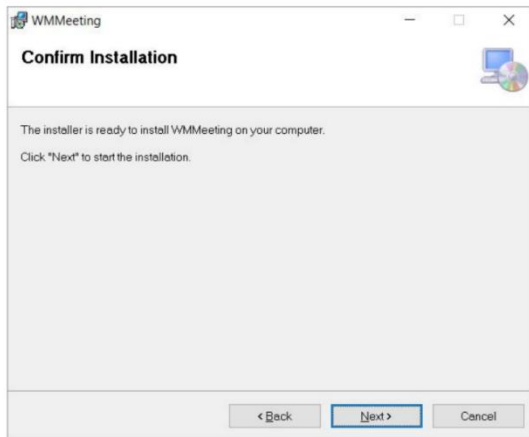 WMMeeting
Confirm Installation
The installer is ready to install WMMeeting on your computer.
Click "Next" to start the installation.
< Back
Next >
Cancel